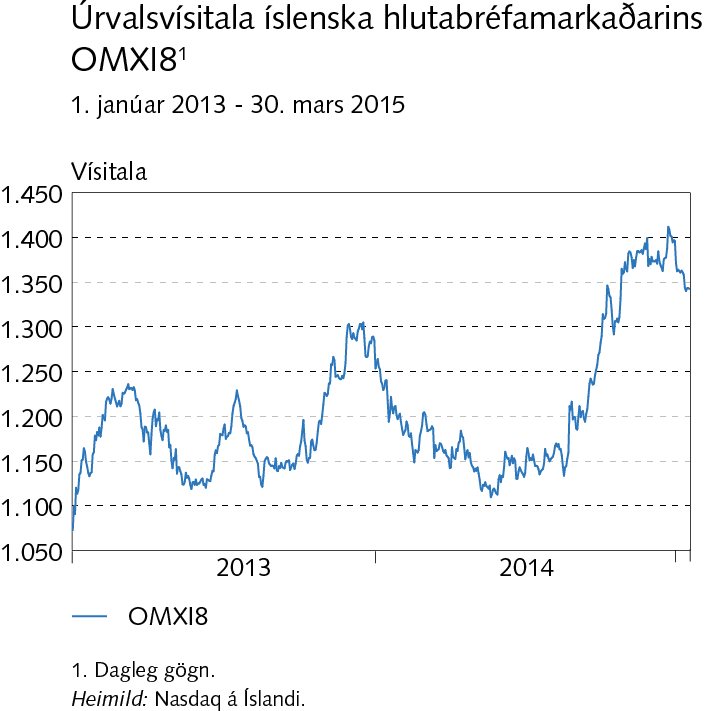 Úrvalsvísitala íslenska hlutabréfamarkaðarins
OMXI8¹
1. janúar 2013 - 30. mars 2015
Vísitala
1.450
1.400
1.350
1.300
1.250
1.200
1.150
1.100
1.050
2013 2014
OMXI8
1. Dagleg gögn.
Heimild: Nasdaq á Íslandi.